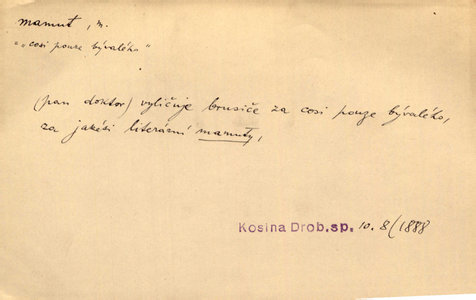 mamut, m.
„cosi pouze bývalého"
(pan doktor) vyličuje brusiče za cosi pouze bývalého,
za jakési literární mamuty,
Kosina Drob.sp. 10. 8/1888